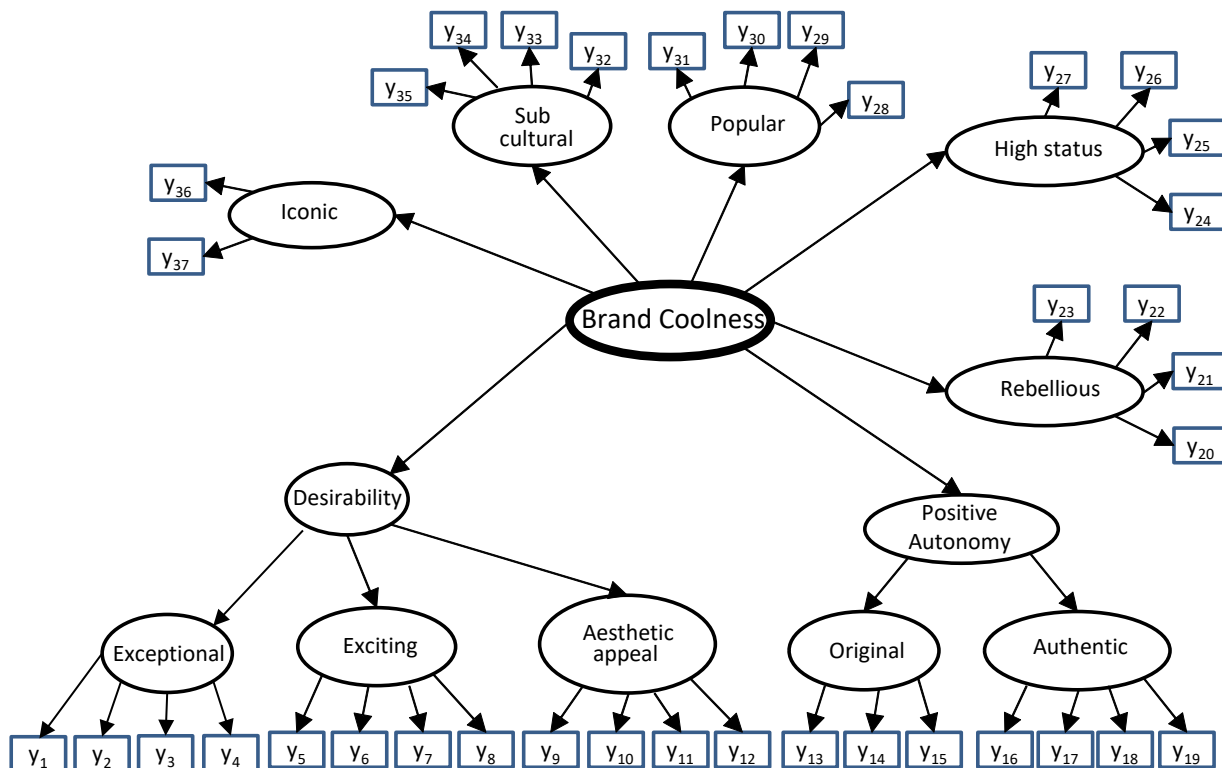 y34
y33
y32
y35
Sub
cultural
y31
y30
y29
y28
Popular
y27
y26
y25
y24
High status
y36
y37
Iconic
Brand Coolness
y23
y22
y21
y20
Rebellious
Desirability
Positive
Autonomy
Exceptional
Exciting
Aesthetic
appeal
Original
Authentic
y1
y2
y3
y4
y5
y6
y7
y8
y9
y10
y11
y12
y13
y14
y15
y16
y17
y18
y19